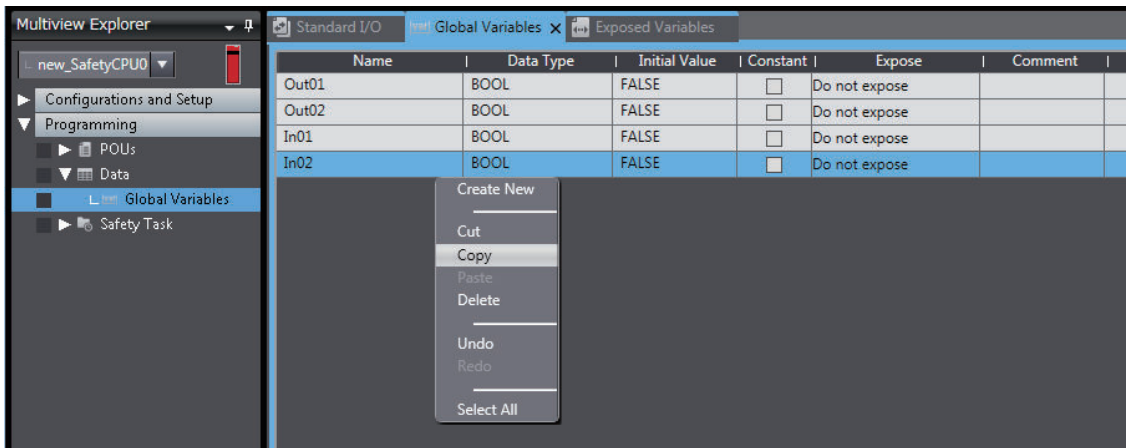 Multiview Explorer
new_SafetyCPU0
Configurations and Setup
Programming
POUs
Data
Global Variables
Safety Task
Standard I/O Global Variables Exposed Variables
Name Data Type Initial Value Constant Expose Comment
Out01 BOOL FALSE Do not expose
Out02 BOOL FALSE Do not expose
In01 BOOL FALSE Do not expose
In02 BOOL FALSE Do not expose
Create New
Cut
Copy
Paste
Delete
Undo
Redo
Select All